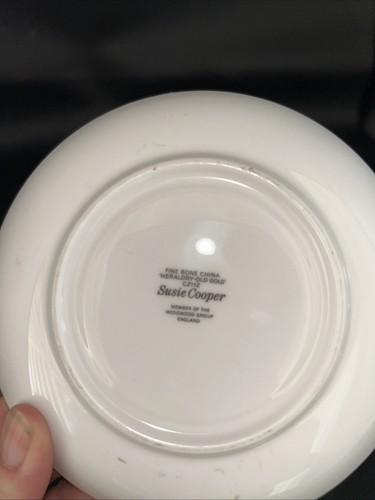 FINE BONE CHINA
'HERALDRY-OLD GOLD'
C2112
Susie Cooper
MEMBER OF THE
WEDGWOOD GROUP
ENGLAND